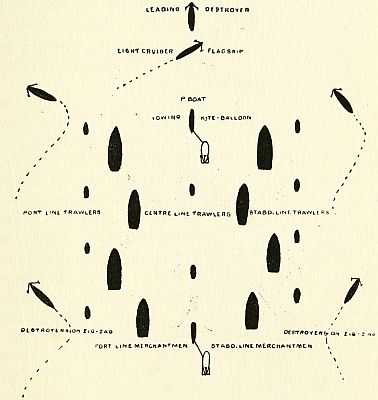 LEADING DESTROYER
LIGHT CRUISER FLAGSHIP
P BOAT
TOWING KITE-BALLOON
PORT LINE TRAWLERS CENTRE LINE TRAWLERS STABD. LINE TRAWLERS
DESTROYERS ON ZIG-ZAG DESTROYERS ON ZIG-ZAG
PORT LINE MERCHANTMEN STABD. LINE MERCHANTMEN